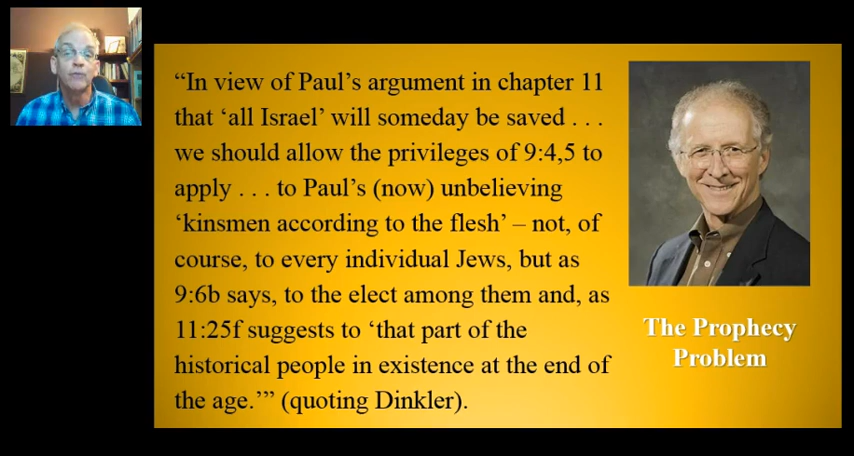 “In view of Paul’s argument in chapter 11
that ‘all Israel’ will someday be saved . . .
we should allow the privileges of 9:4,5 to
apply . . . to Paul’s (now) unbelieving
‘kinsmen according to the flesh’ – not, of
course, to every individual Jews, but as
9:6b says, to the elect among them and, as
11:25f suggests to ‘that part of the
historical people in existence at the end of
the age.’” (quoting Dinkler).
The Prophecy
Problem